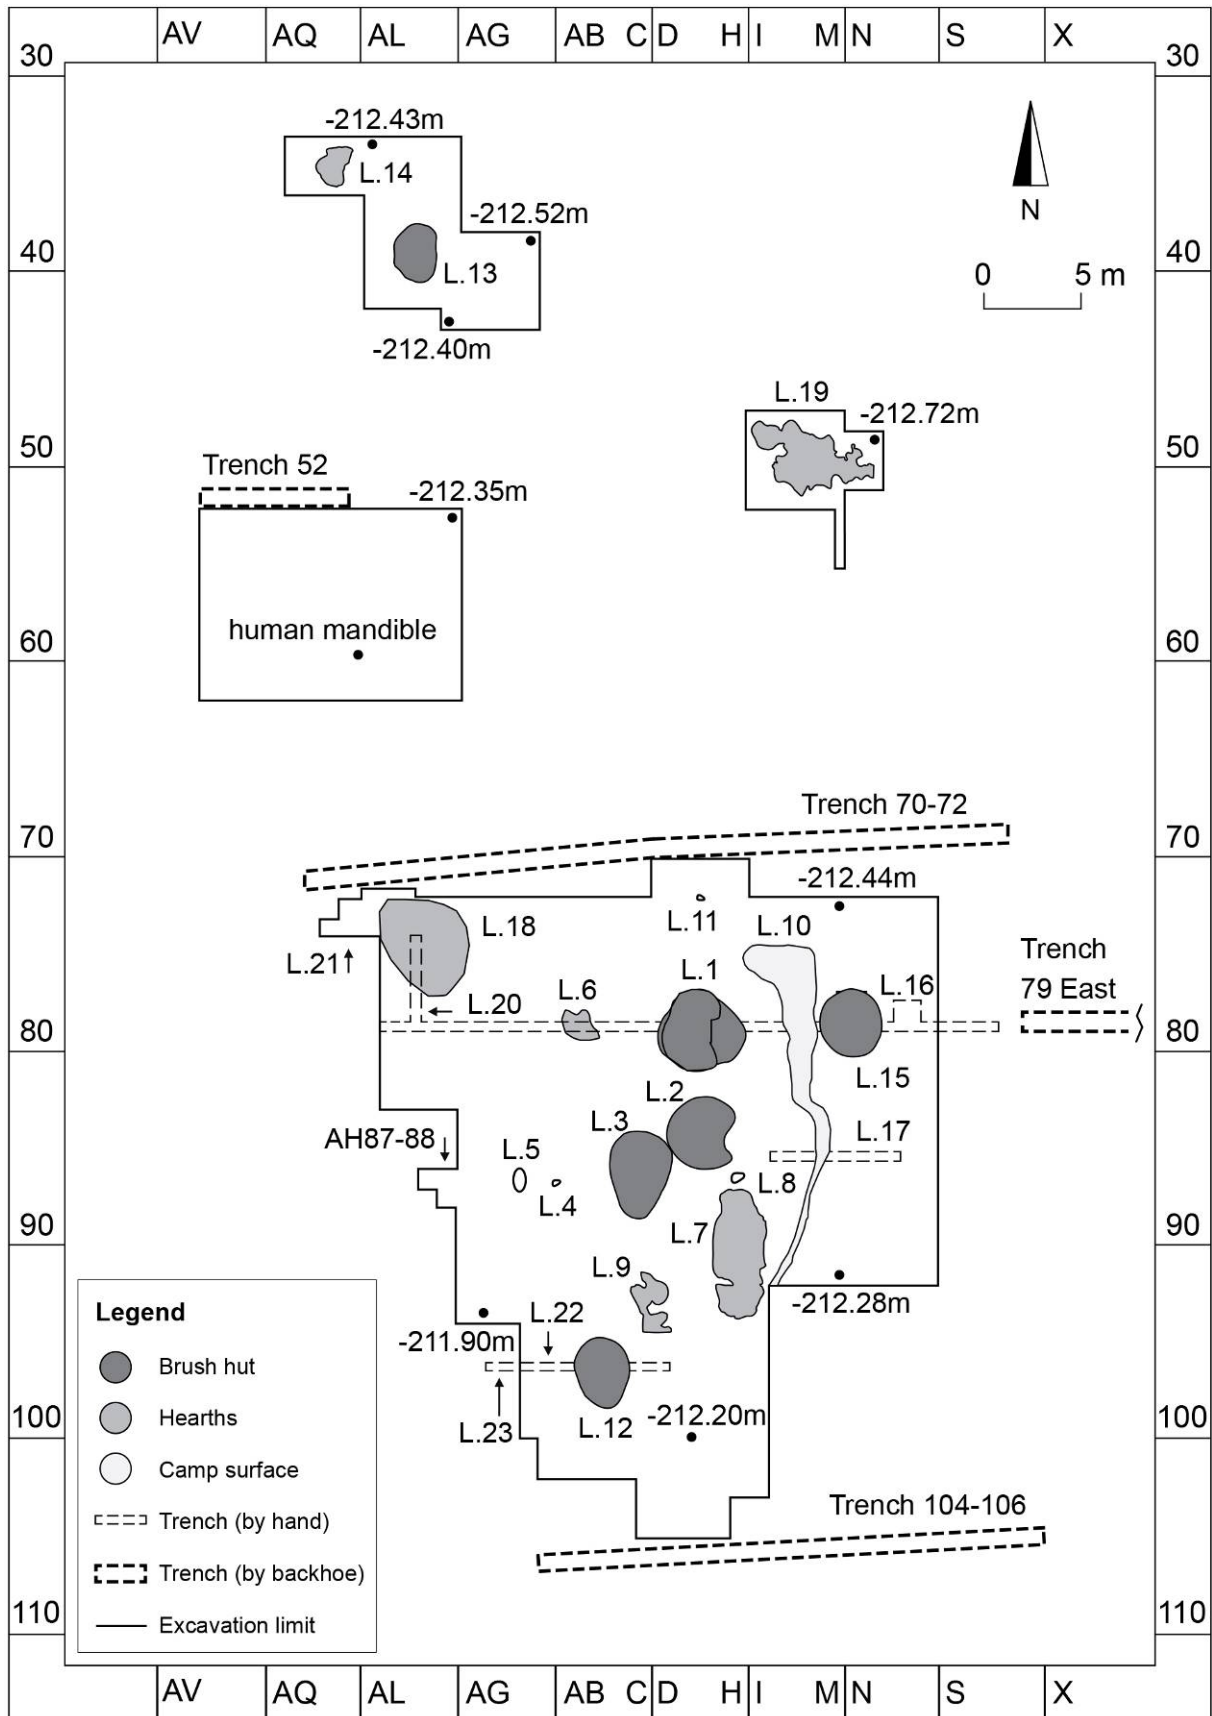 AV AQ AL AG AB C D H I M N S X
30 30
-212.43m
L.14
-212.52m
40 L.13 40
-212.40m
N
0 5 m
L.19
-212.72m
50 50
Trench 52
-212.35m
human mandible
60 60
Trench 70-72
70 70
-212.44m
L.11
L.18 L.10
L.21
L.1
Trench
79 East
L.6 L.16
L.20
80 80
L.15
L.2
L.3
AH87-88
L.17
L.5
L.8
L.4
L.7
90 90
L.9
-212.28m
L.22
-211.90m
L.23 L.12
-212.20m
100 100
Trench 104-106
110 110
Legend
Brush hut
Hearths
Camp surface
Trench (by hand)
Trench (by backhoe)
Excavation limit
AV AQ AL AG AB C D H I M N S X